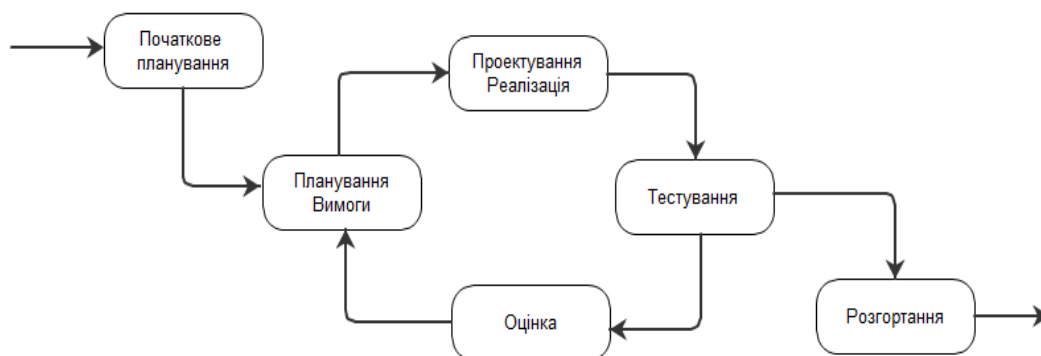 Початкове
планування
Проектування
Реалізація
Планування
Вимоги
Тестування
Оцінка
Розгортання